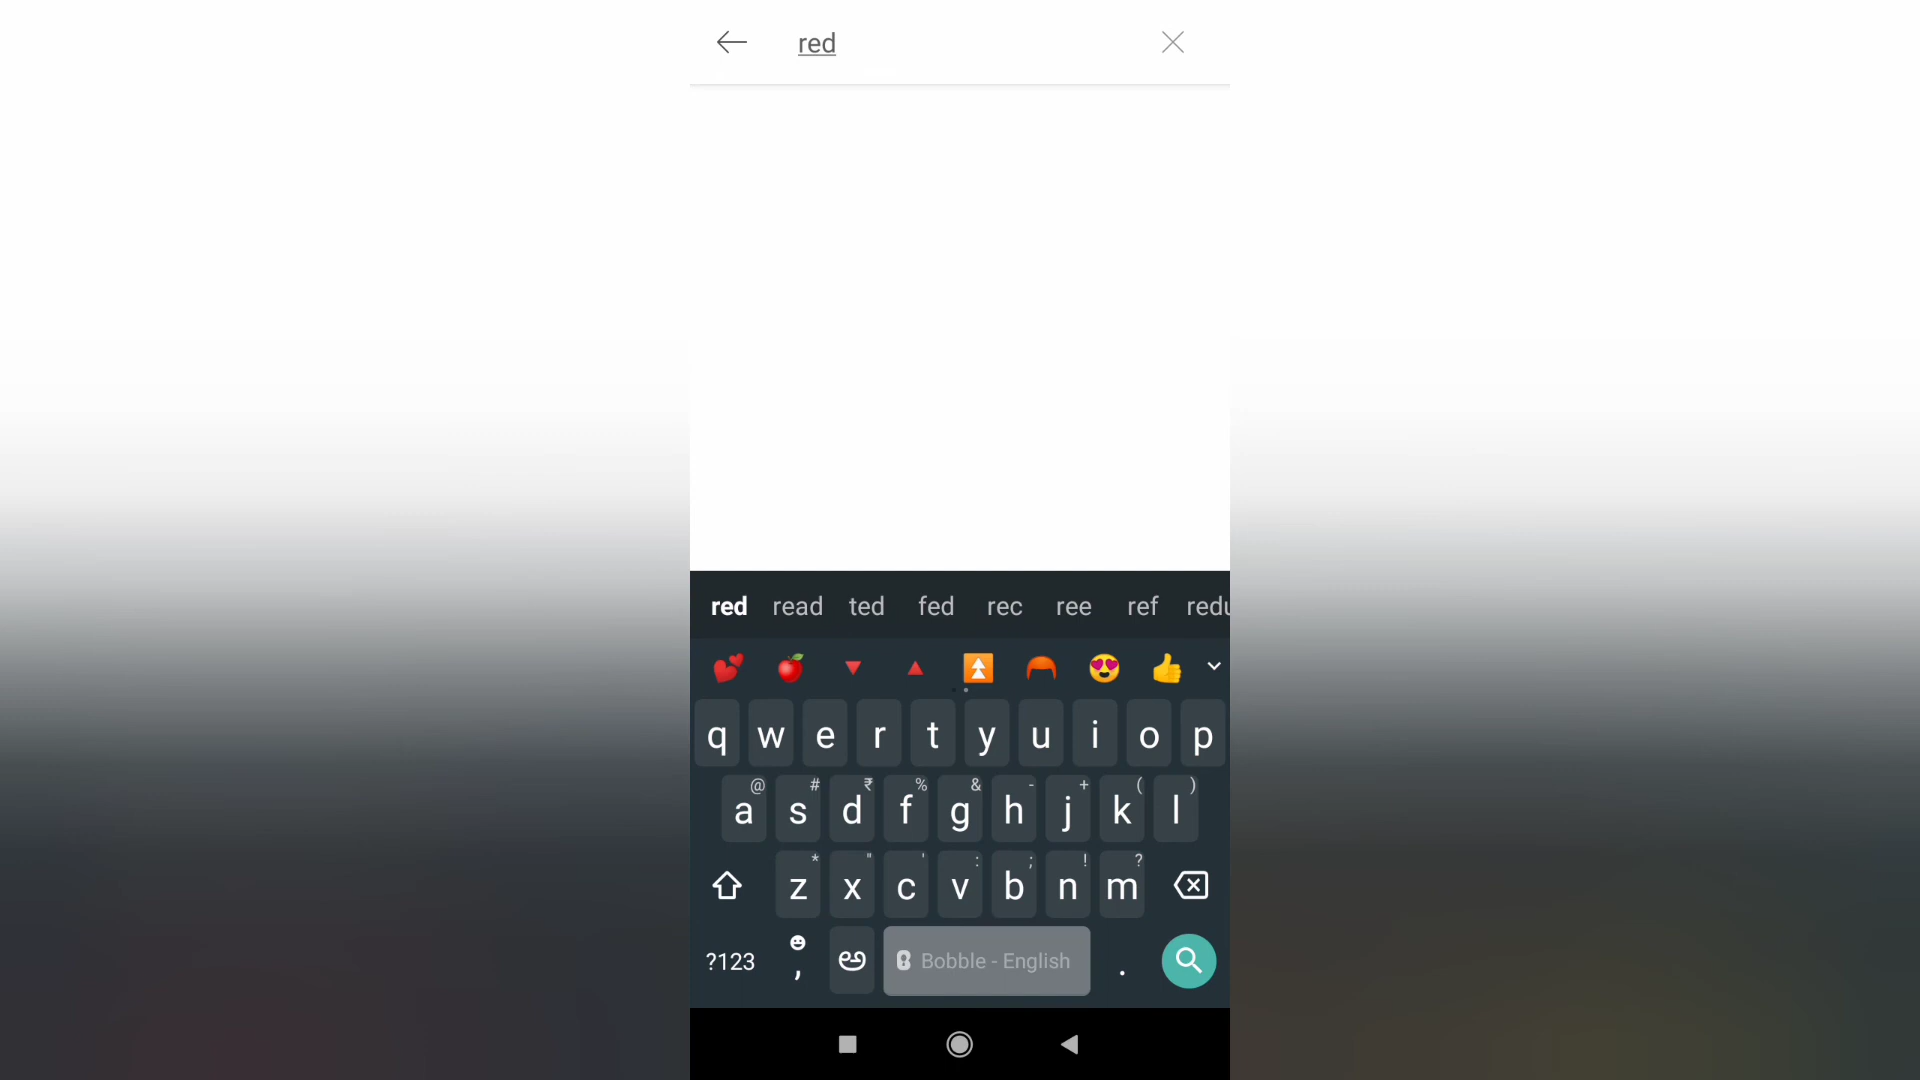 red
red read ted fed rec ree ref redu
q w e r t y u i o p
@ # ₹ % & - + ( )
a s d f g h j k l
* " ' : ; ! ?
z x c v b n m
?123 , అ Bobble - English .